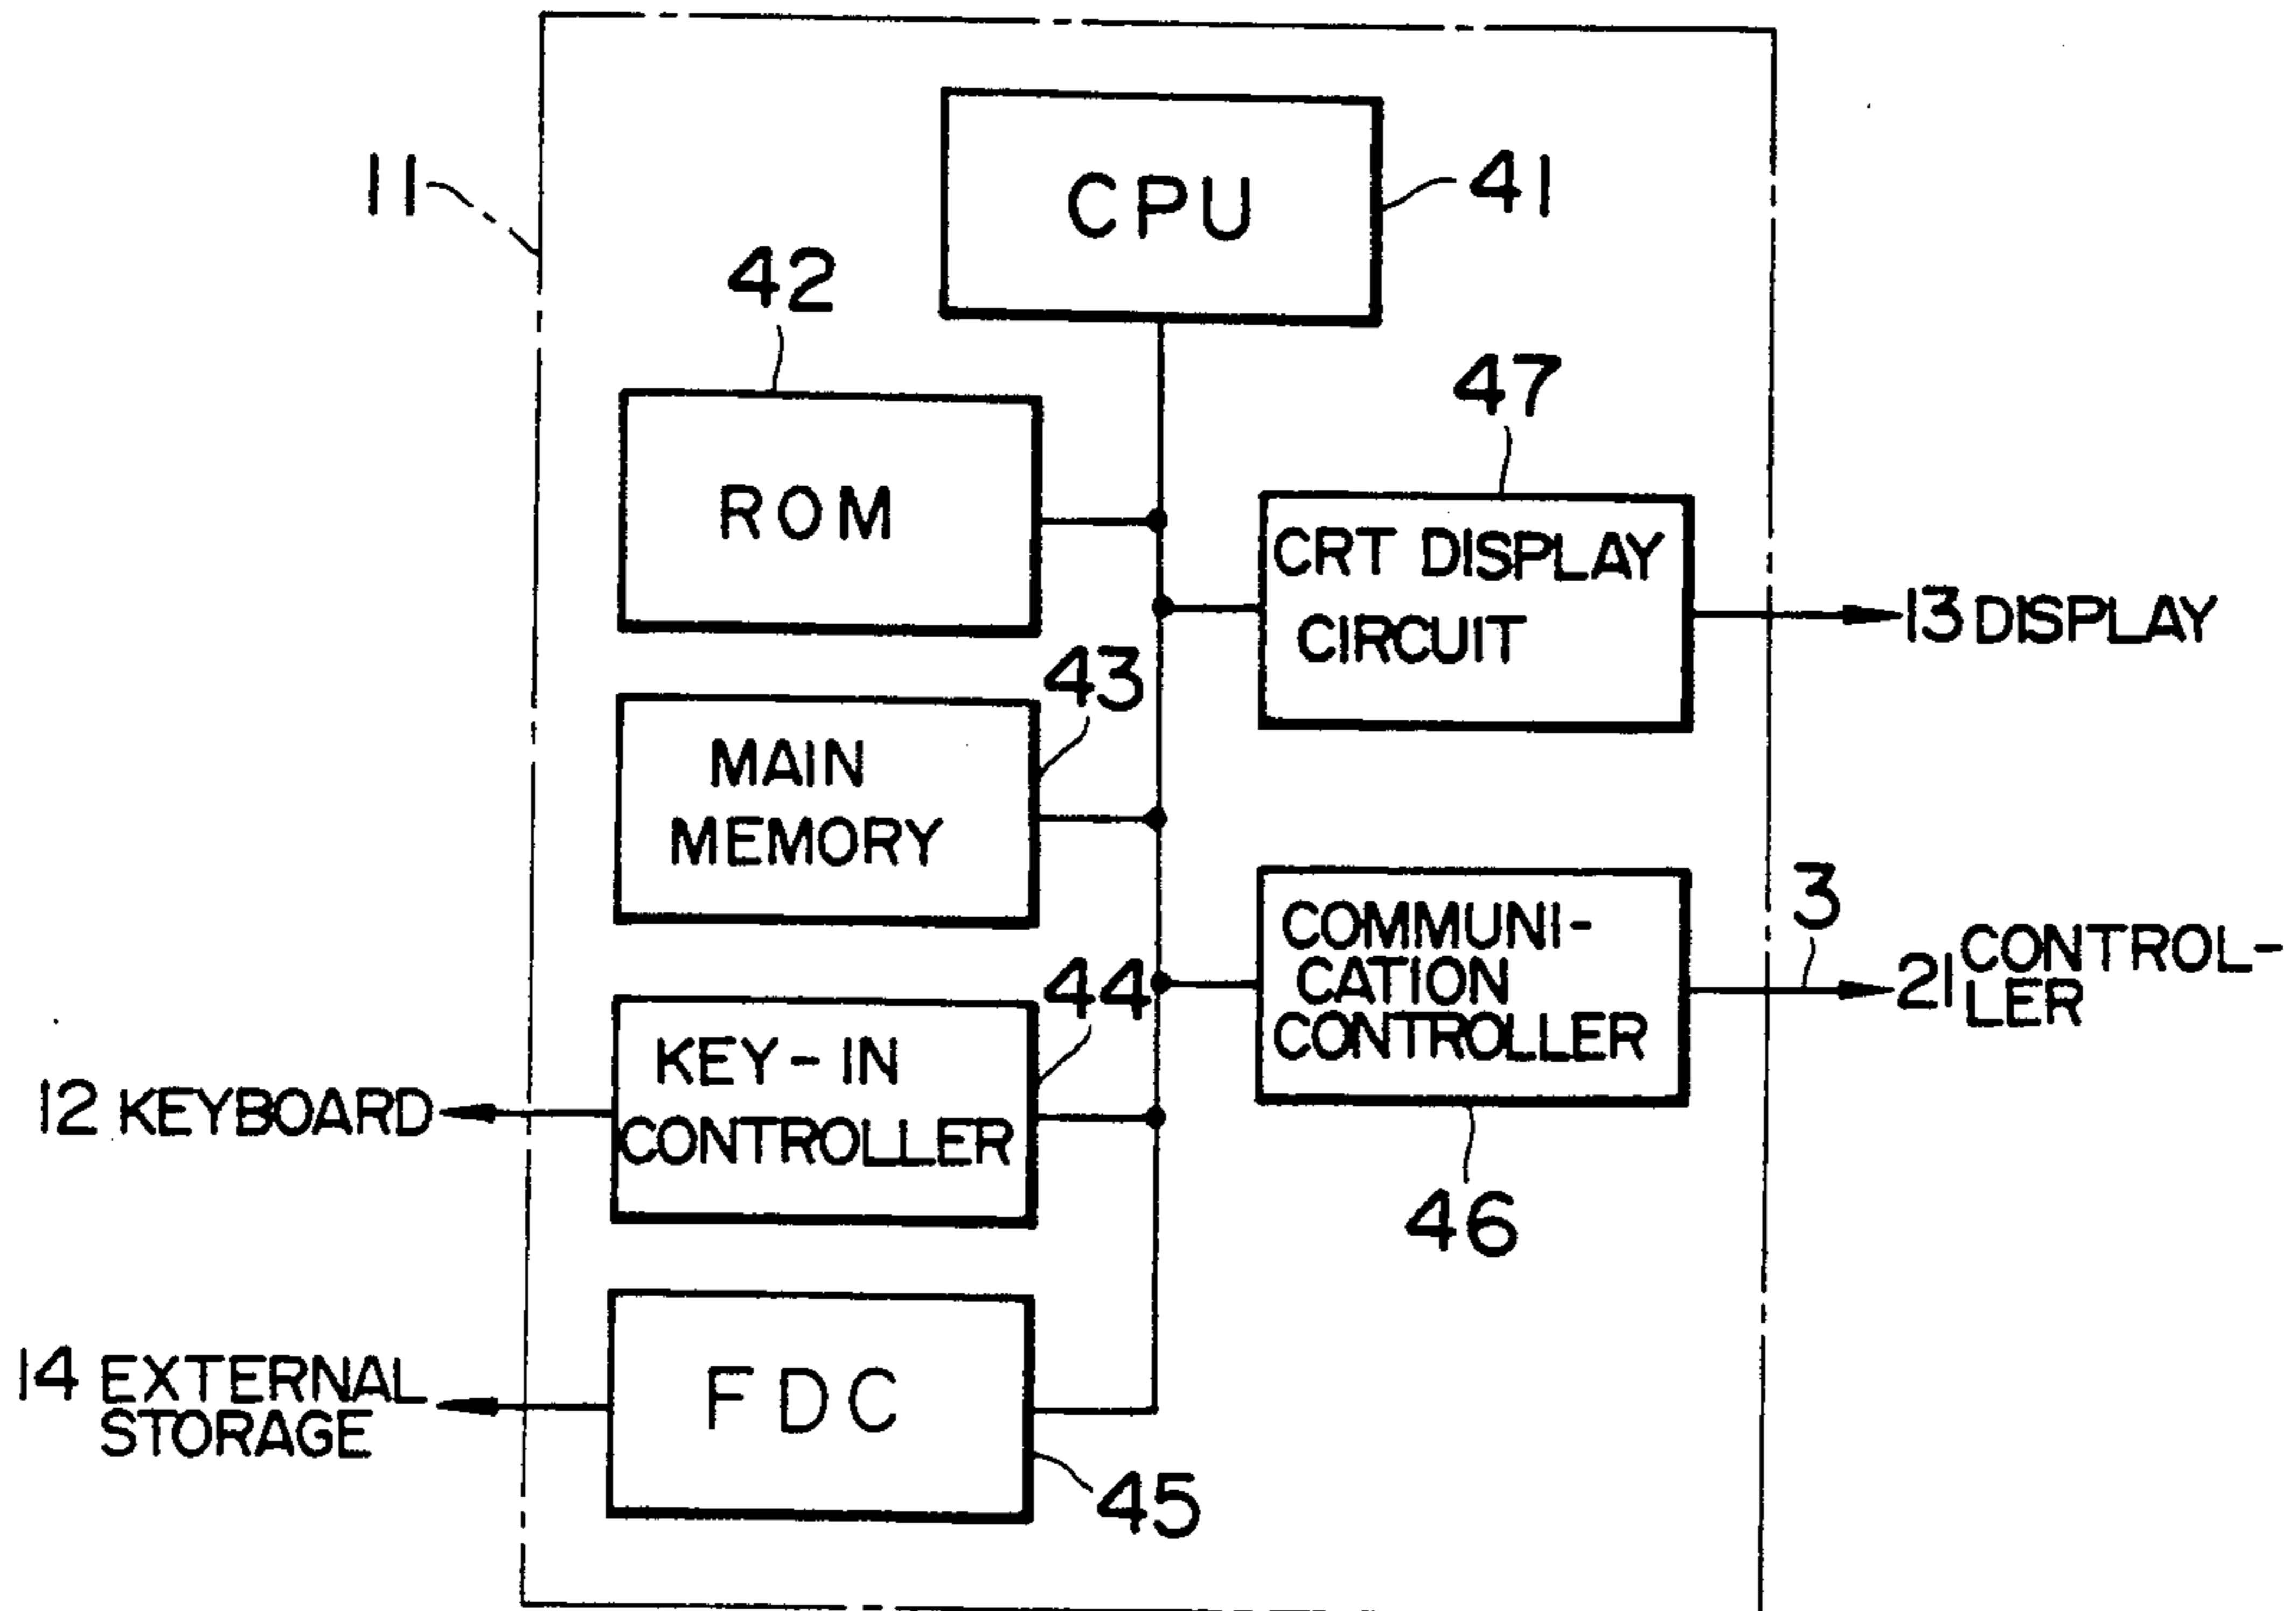 11
CPU
41
42
ROM
47
CRT DISPLAY
CIRCUIT
13 DISPLAY
43
MAIN
MEMORY
COMMUNI-
CATION
CONTROLLER
3
21 CONTROL-
LER
44
KEY-IN
CONTROLLER
12 KEYBOARD
46
FDC
14 EXTERNAL
STORAGE
45